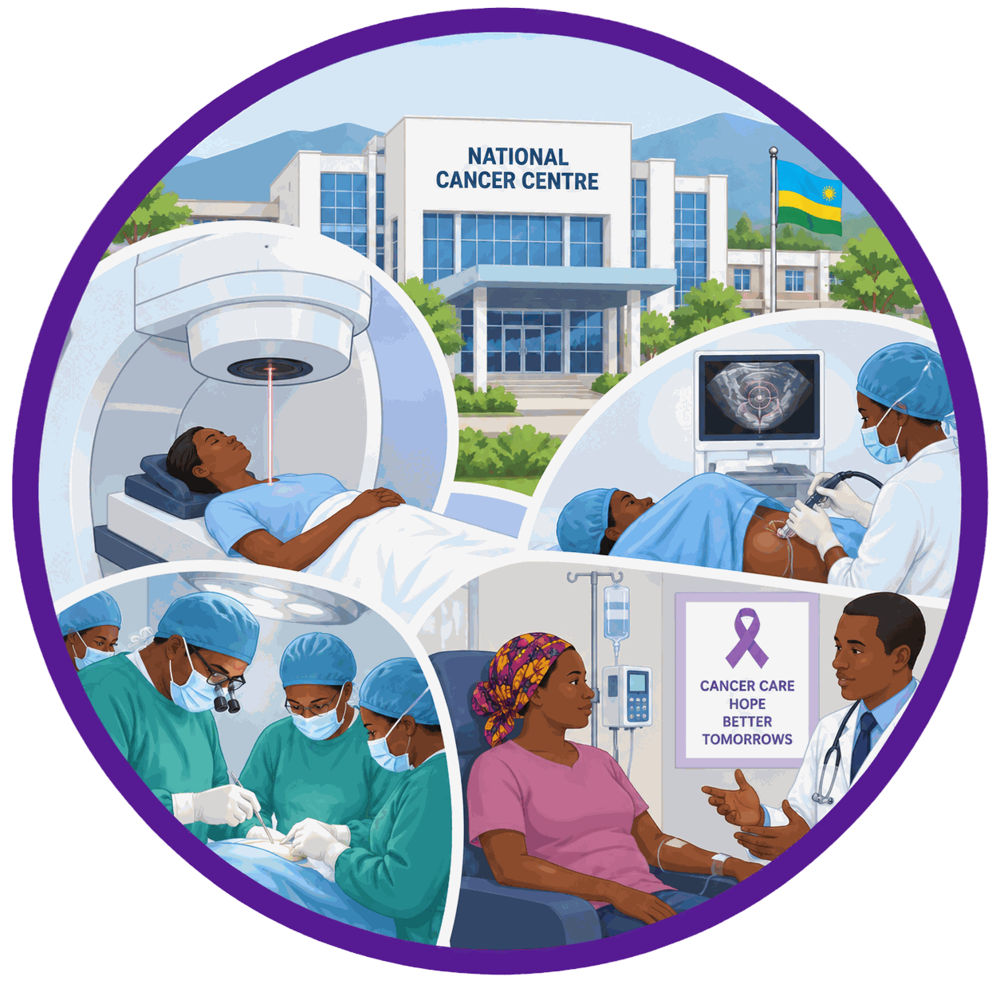 NATIONAL
CANCER CENTRE
CANCER CARE
HOPE
BETTER
TOMORROWS